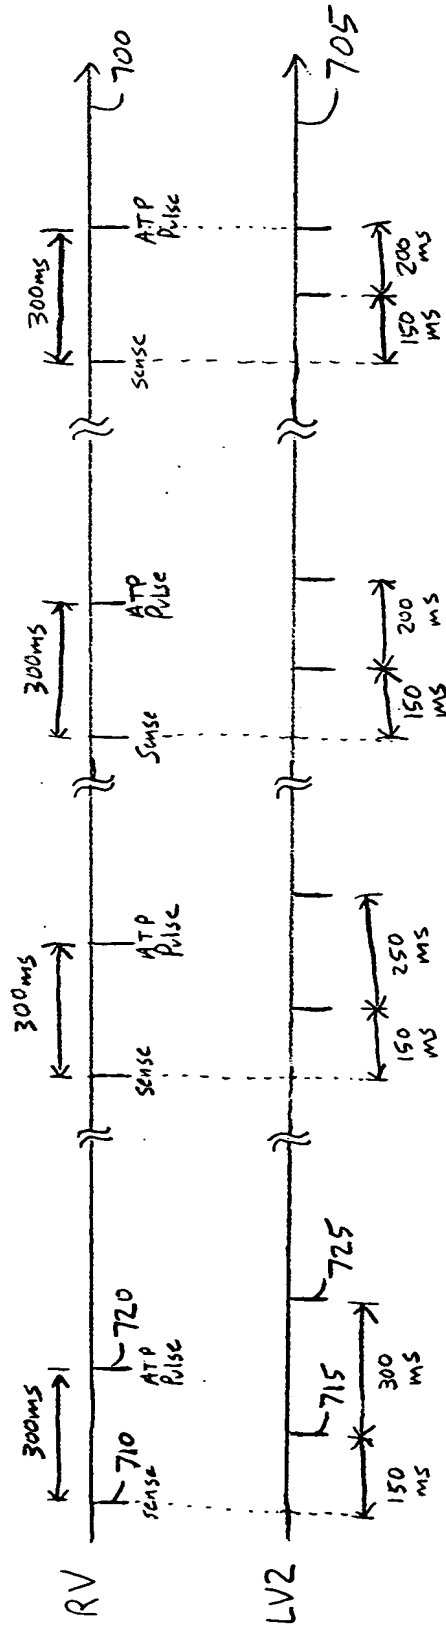 RV
300ms
710
sense
720
ATP
Pulse
300ms
sense
ATP
Pulse
300ms
Sense
ATP
Pulse
300ms
sense
ATP
Pulse
700
LV2
715
725
705
150
ms
300
ms
150
ms
250
ms
150
ms
200
ms
150
ms
200
ms